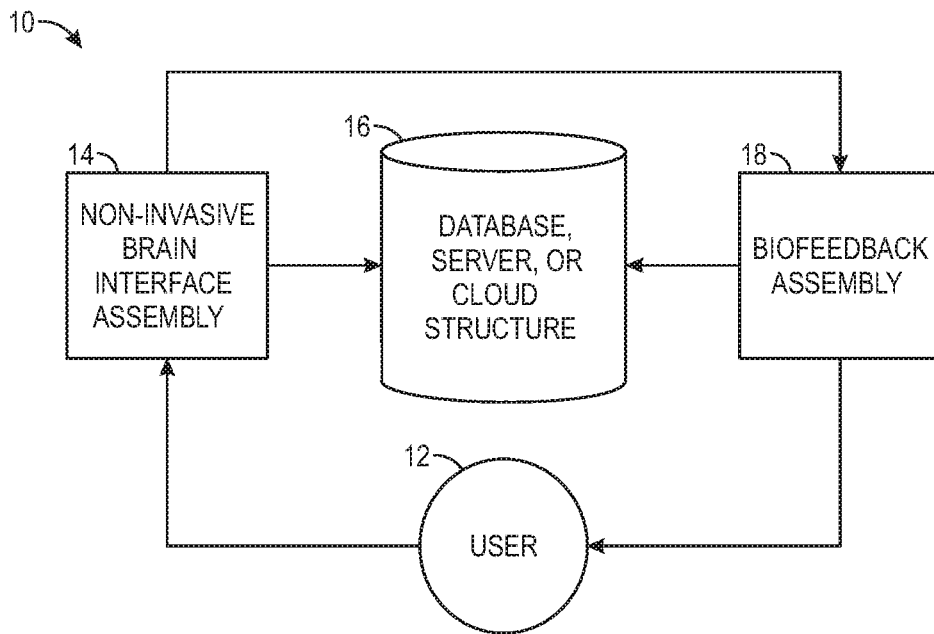 10
14
NON-INVASIVE
BRAIN
INTERFACE
ASSEMBLY
16
DATABASE,
SERVER, OR
CLOUD
STRUCTURE
18
BIOFEEDBACK
ASSEMBLY
12
USER